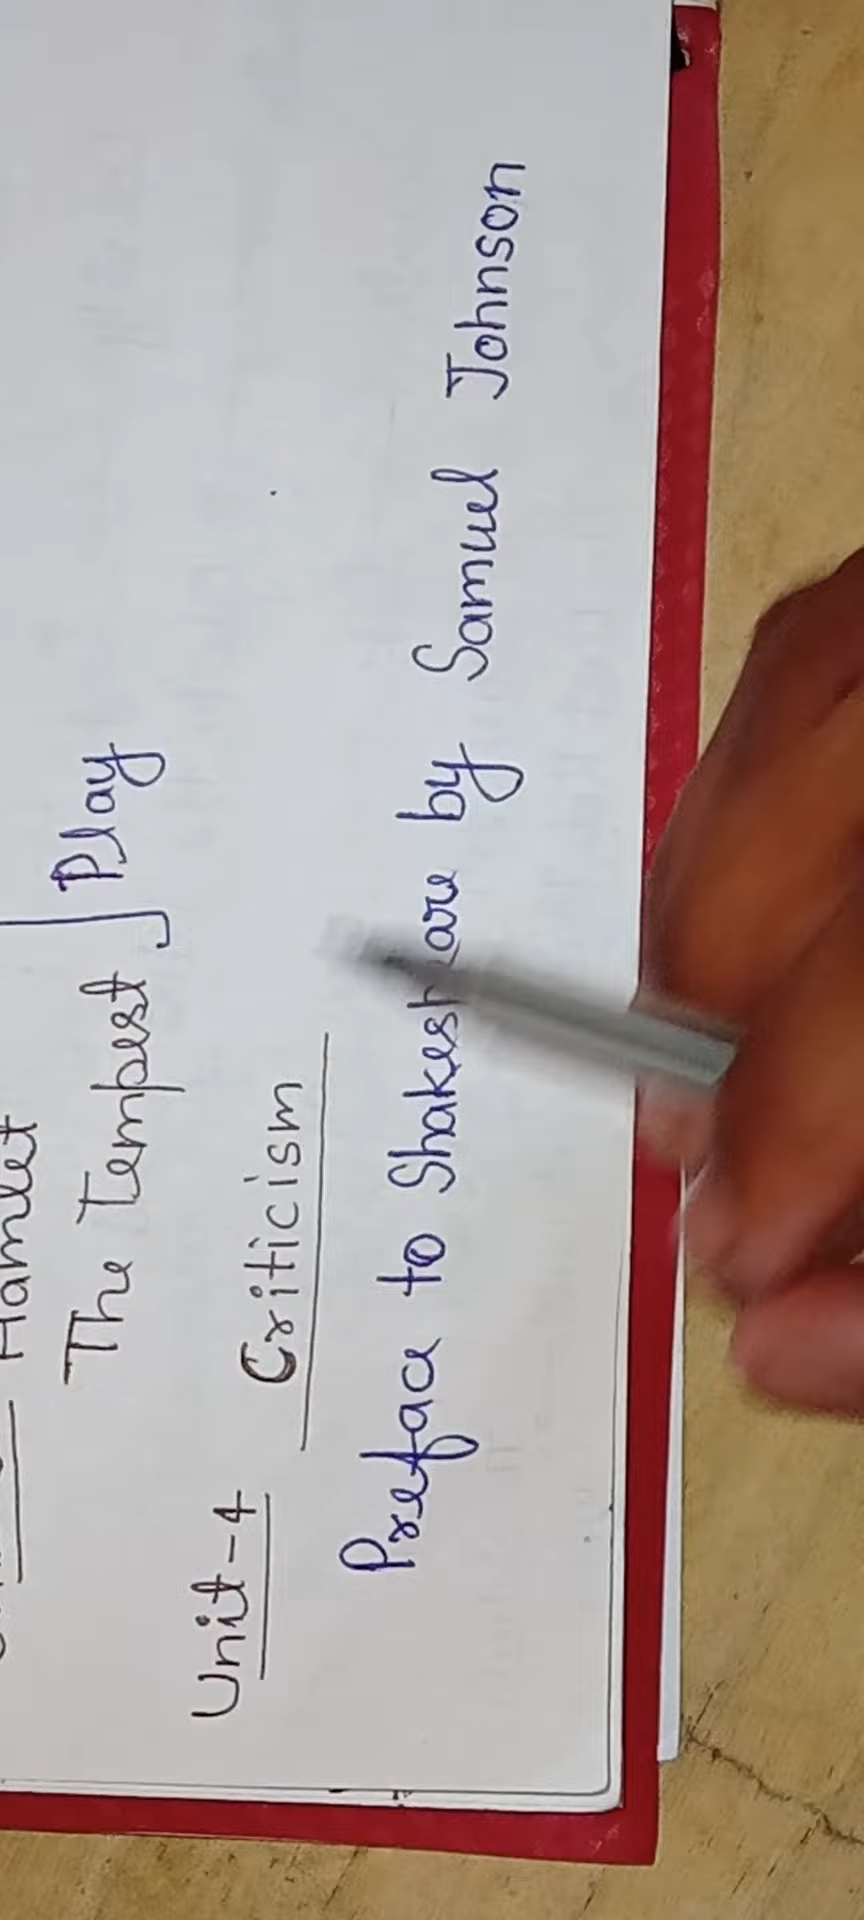 Hamlet
The Tempest ] Play
Unit-4 Criticism
Preface to Shakespeare by Samuel Johnson